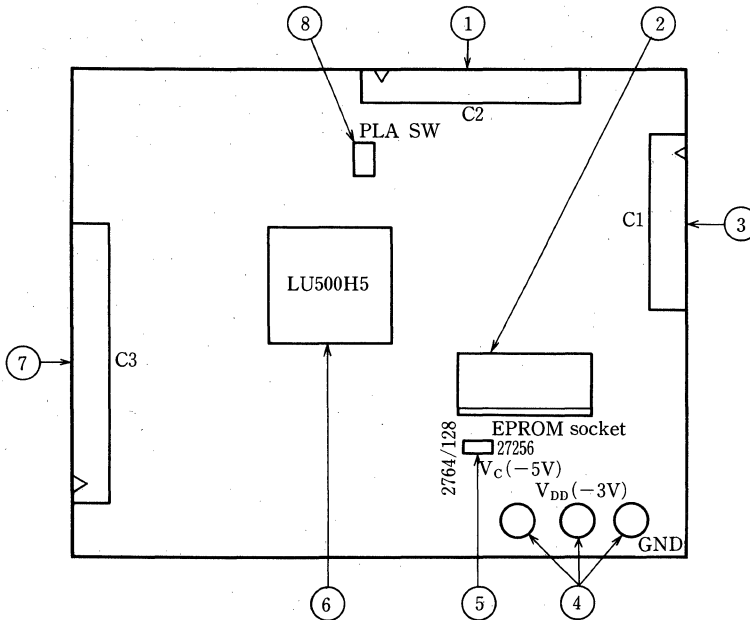 8
1
2
C2
PLA SW
C1
3
LU500H5
7
C3
2764/128
EPROM socket
27256
V_C(−5V)
V_DD(−3V)
GND
6
5
4